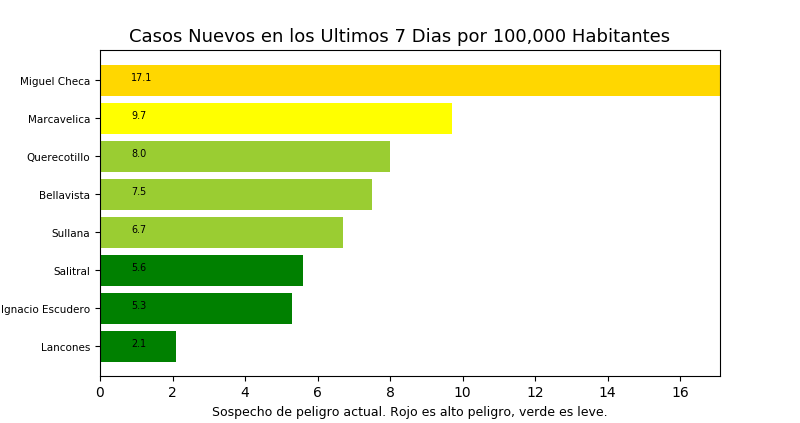 Casos Nuevos en los Ultimos 7 Dias por 100,000 Habitantes
Miguel Checa 17.1
Marcavelica 9.7
Querecotillo 8.0
Bellavista 7.5
Sullana 6.7
Salitral 5.6
Ignacio Escudero 5.3
Lancones 2.1
0 2 4 6 8 10 12 14 16
Sospecho de peligro actual. Rojo es alto peligro, verde es leve.